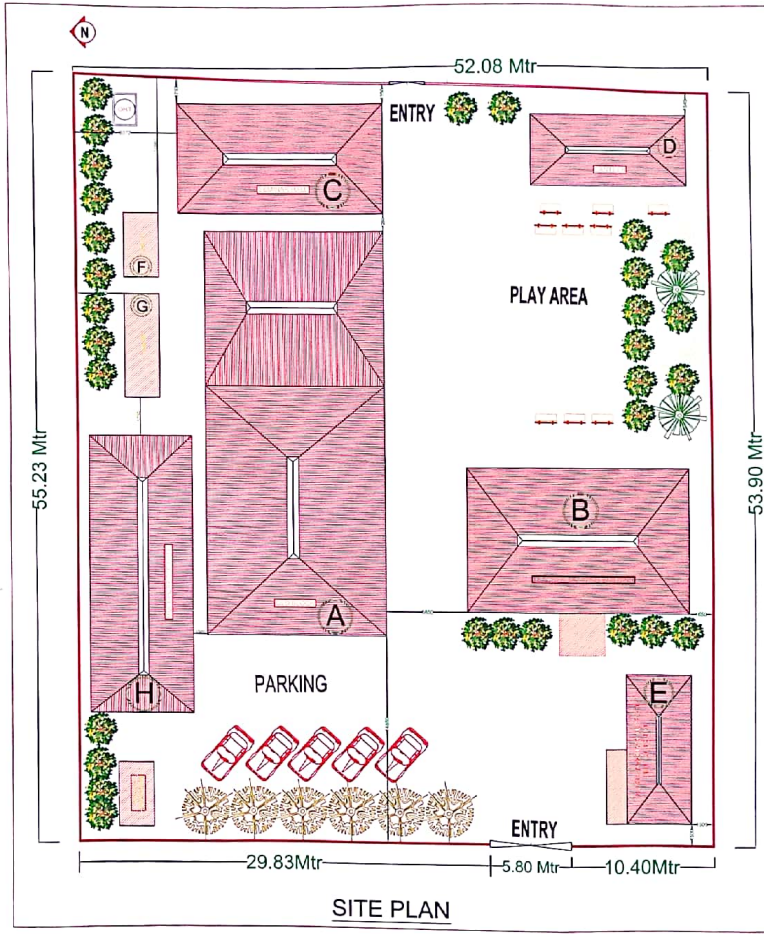 N
52.08 Mtr
ENTRY
D
C
F
G
PLAY AREA
55.23 Mtr
53.90 Mtr
B
A
H
PARKING
E
ENTRY
29.83Mtr
5.80 Mtr
10.40Mtr
SITE PLAN